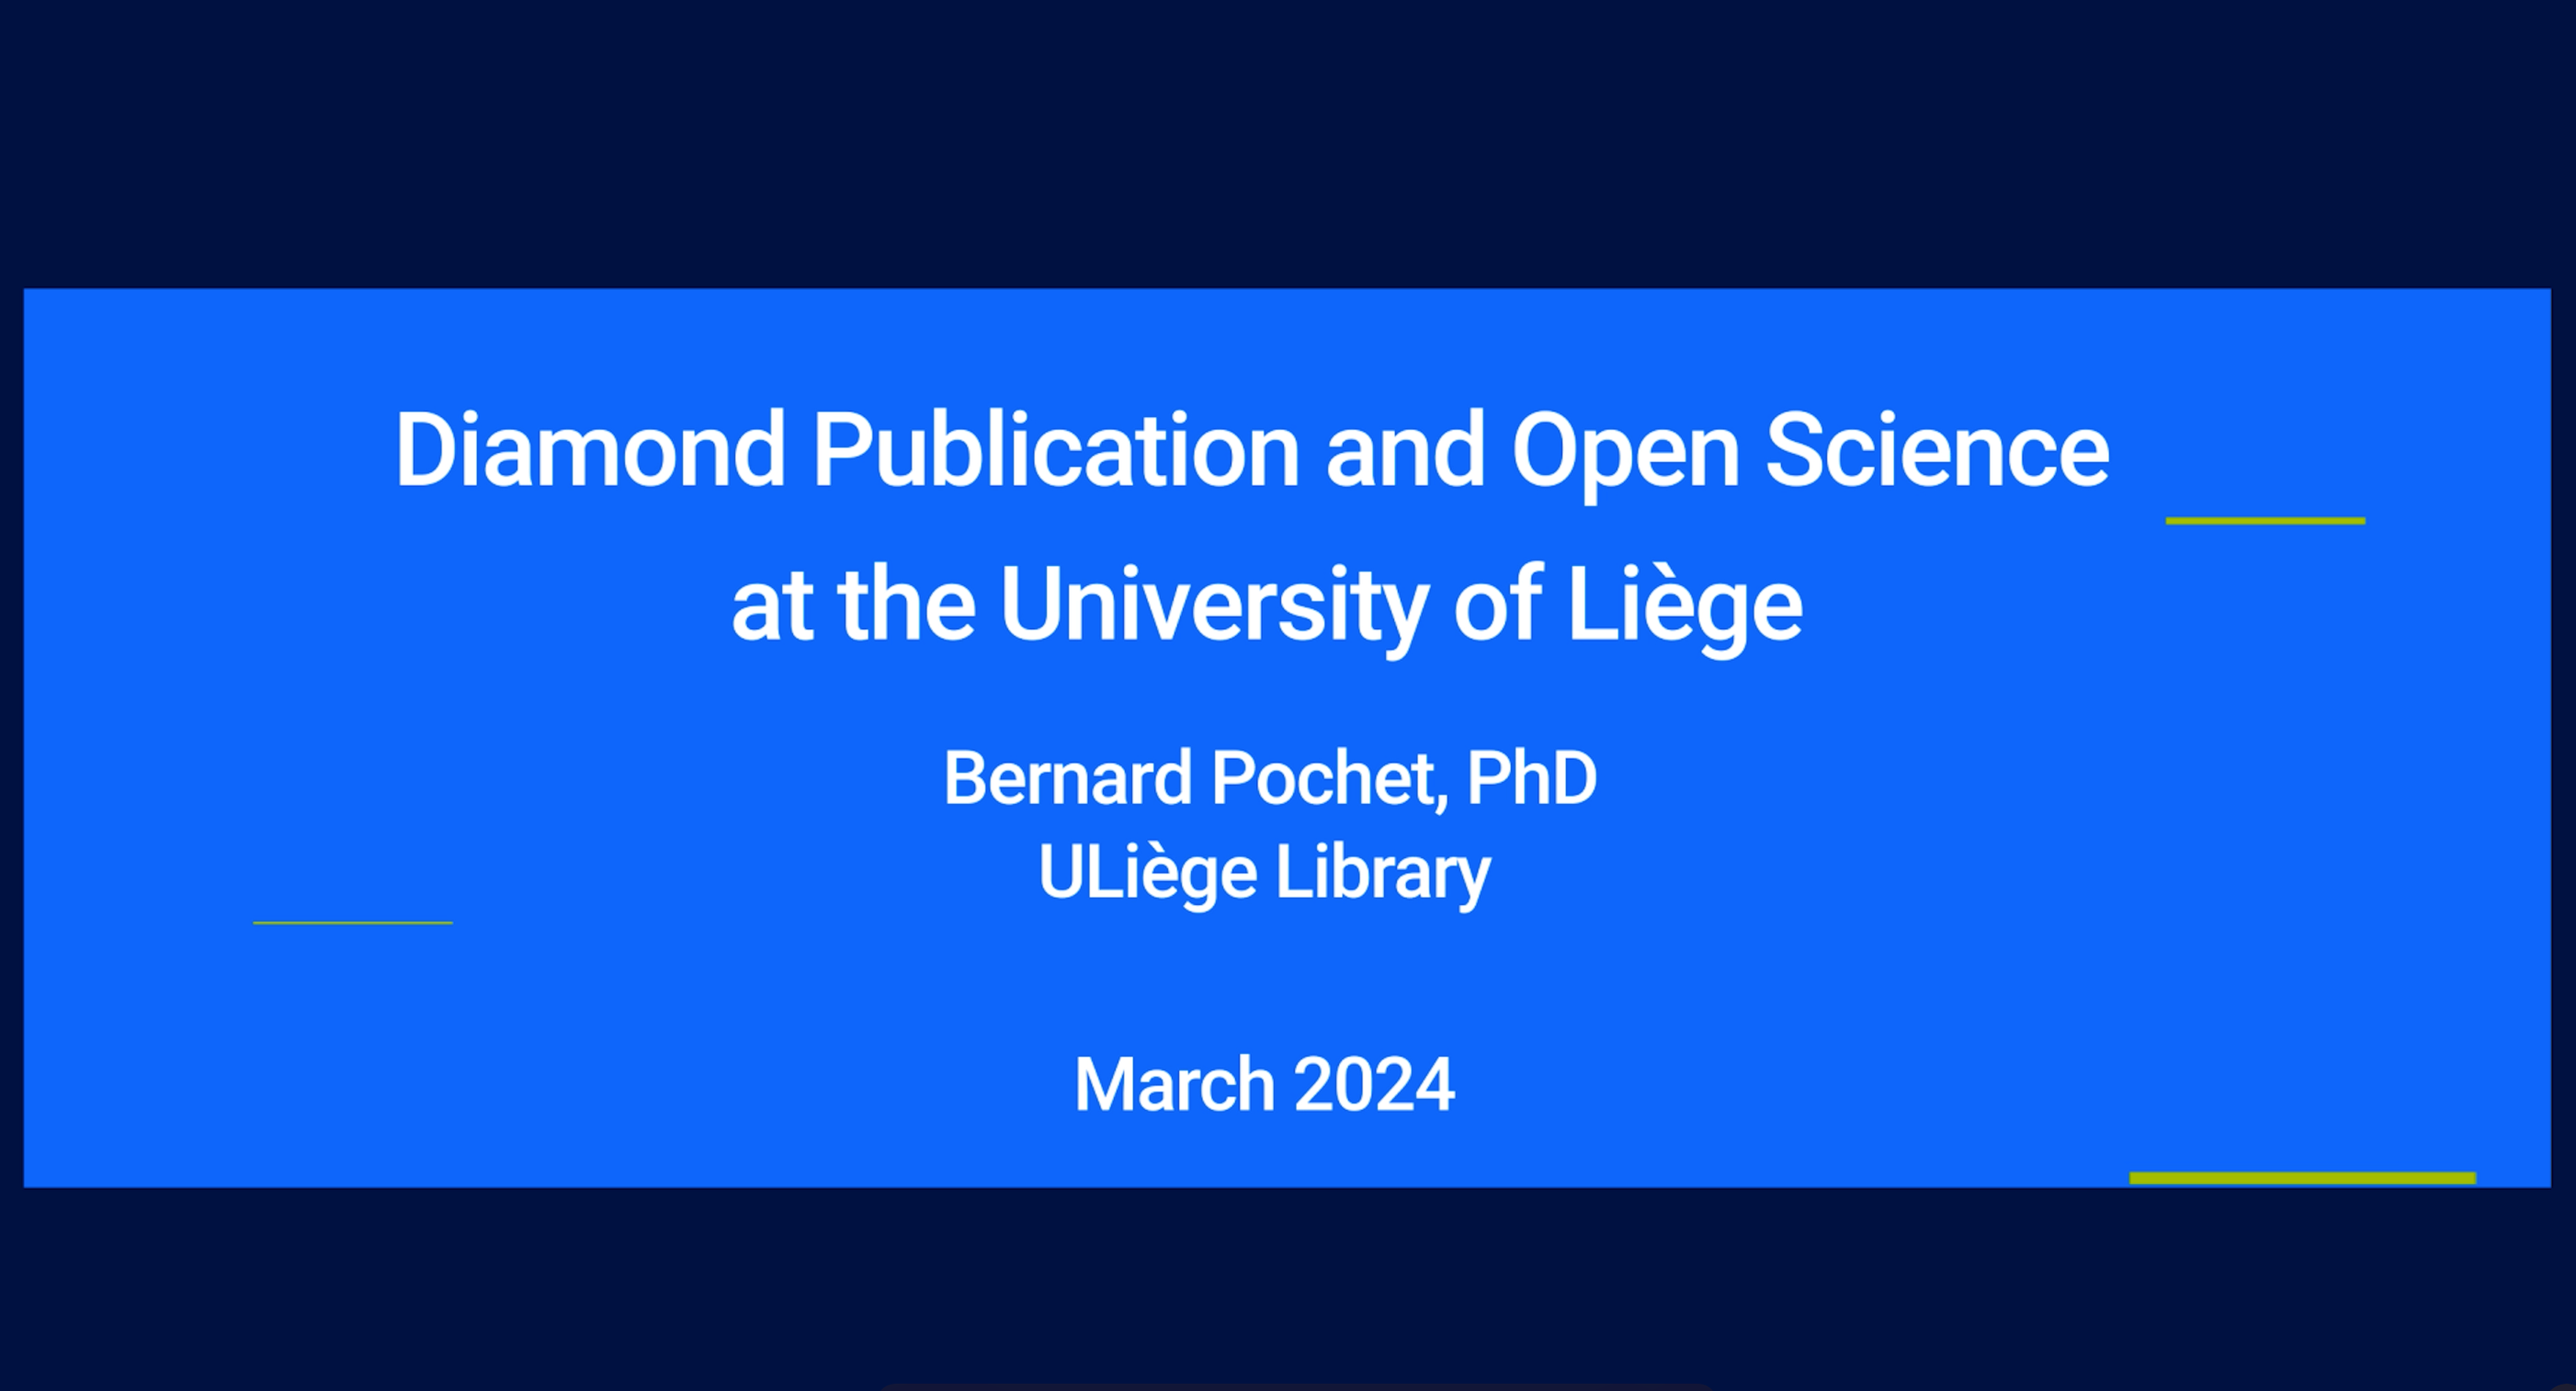 Diamond Publication and Open Science
at the University of Liège
Bernard Pochet, PhD
ULiège Library
March 2024